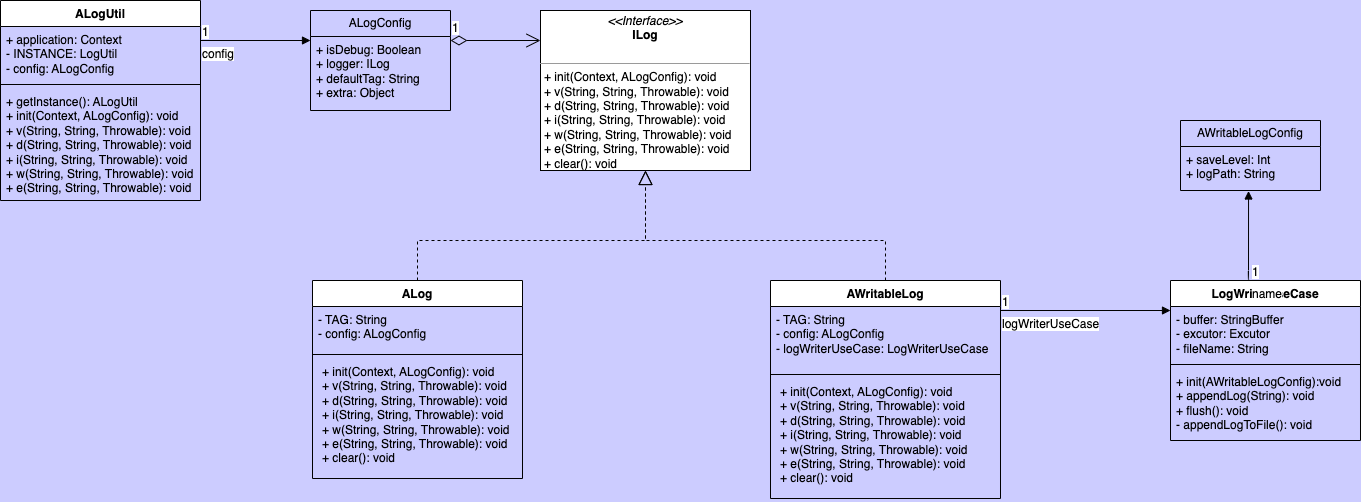 ALogUtil
+ application: Context
- INSTANCE: LogUtil
- config: ALogConfig
+ getInstance(): ALogUtil
+ init(Context, ALogConfig): void
+ v(String, String, Throwable): void
+ d(String, String, Throwable): void
+ i(String, String, Throwable): void
+ w(String, String, Throwable): void
+ e(String, String, Throwable): void
1
config
ALogConfig
+ isDebug: Boolean
+ logger: ILog
+ defaultTag: String
+ extra: Object
1
<<Interface>>
ILog
+ init(Context, ALogConfig): void
+ v(String, String, Throwable): void
+ d(String, String, Throwable): void
+ i(String, String, Throwable): void
+ w(String, String, Throwable): void
+ e(String, String, Throwable): void
+ clear(): void
AWritableLogConfig
+ saveLevel: Int
+ logPath: String
1
ALog
- TAG: String
- config: ALogConfig
+ init(Context, ALogConfig): void
+ v(String, String, Throwable): void
+ d(String, String, Throwable): void
+ i(String, String, Throwable): void
+ w(String, String, Throwable): void
+ e(String, String, Throwable): void
+ clear(): void
AWritableLog
- TAG: String
- config: ALogConfig
- logWriterUseCase: LogWriterUseCase
+ init(Context, ALogConfig): void
+ v(String, String, Throwable): void
+ d(String, String, Throwable): void
+ i(String, String, Throwable): void
+ w(String, String, Throwable): void
+ e(String, String, Throwable): void
+ clear(): void
1
logWriterUseCase
name
- buffer: StringBuffer
- excutor: Excutor
- fileName: String
+ init(AWritableLogConfig):void
+ appendLog(String): void
+ flush(): void
- appendLogToFile(): void